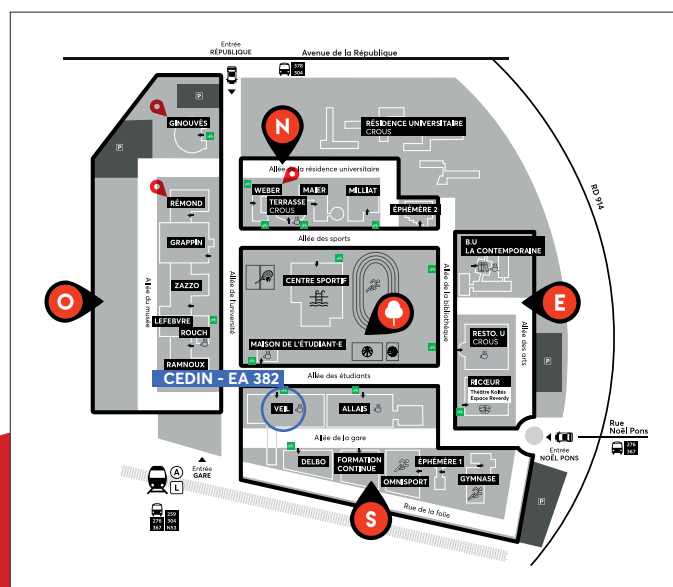 Entrée
RÉPUBLIQUE
Avenue de la République
378
304
P
GINOUVÈS
P
N
RÉSIDENCE UNIVERSITAIRE
CROUS
Allée de la résidence universitaire
WEBER
MAIER
MILLIAT
TERRASSE
CROUS
ÉPHÉMÈRE 2
RÉMOND
GRAPPIN
Allée des sports
RD 914
B.U
LA CONTEMPORAINE
ZAZZO
CENTRE SPORTIF
O
E
Allée du musée
Allée de l'université
Allée de la bibliothèque
Allée des arts
LEFEBVRE
ROUCH
RESTO. U
CROUS
MAISON DE L'ÉTUDIANT·E
RAMNOUX
CEDIN - EA 382
Allée des étudiants
RICŒUR
Théâtre Koltès
Espace Reverdy
P
VEIL
ALLAIS
Rue
Noël Pons
276
367
Entrée
NOËL PONS
Allée de la gare
Entrée
GARE
A
L
DELBO
FORMATION
CONTINUE
ÉPHÉMÈRE 1
OMNISPORT
GYMNASE
P
276
367
259
304
N53
S
Rue de la folie